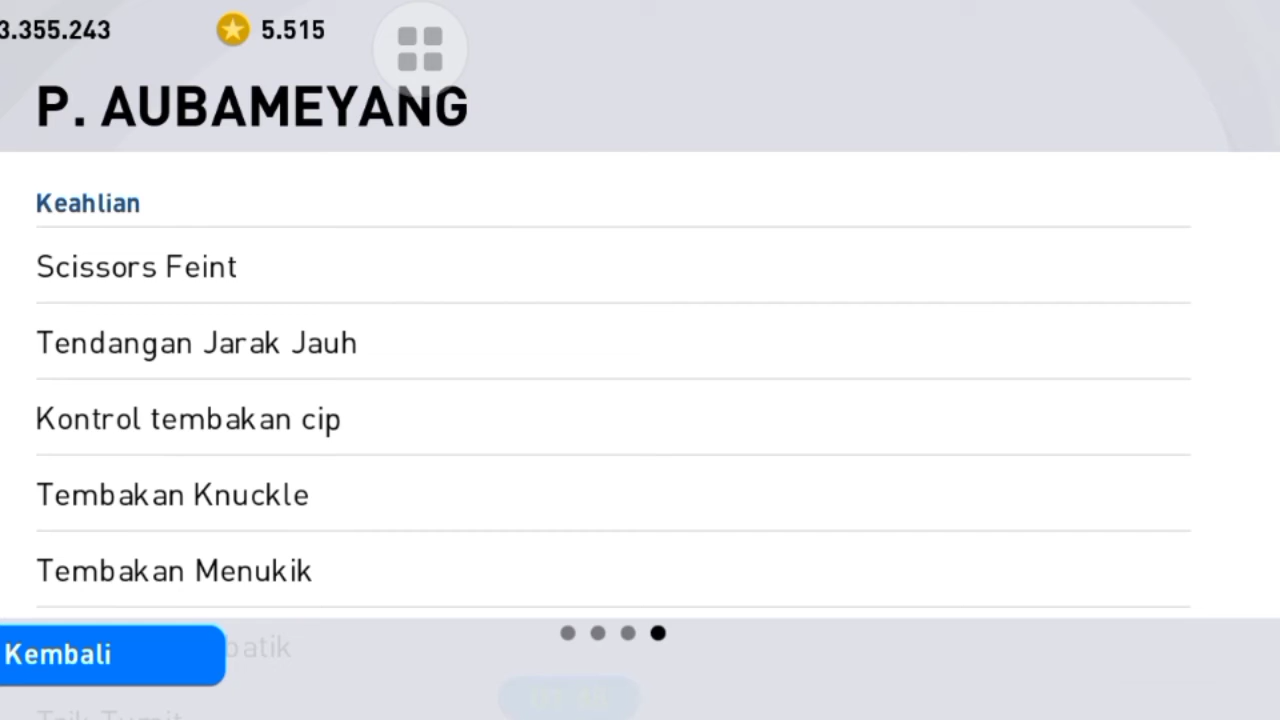 3.355.243
5.515
P. AUBAMEYANG
Keahlian
Scissors Feint
Tendangan Jarak Jauh
Kontrol tembakan cip
Tembakan Knuckle
Tembakan Menukik
Kembali